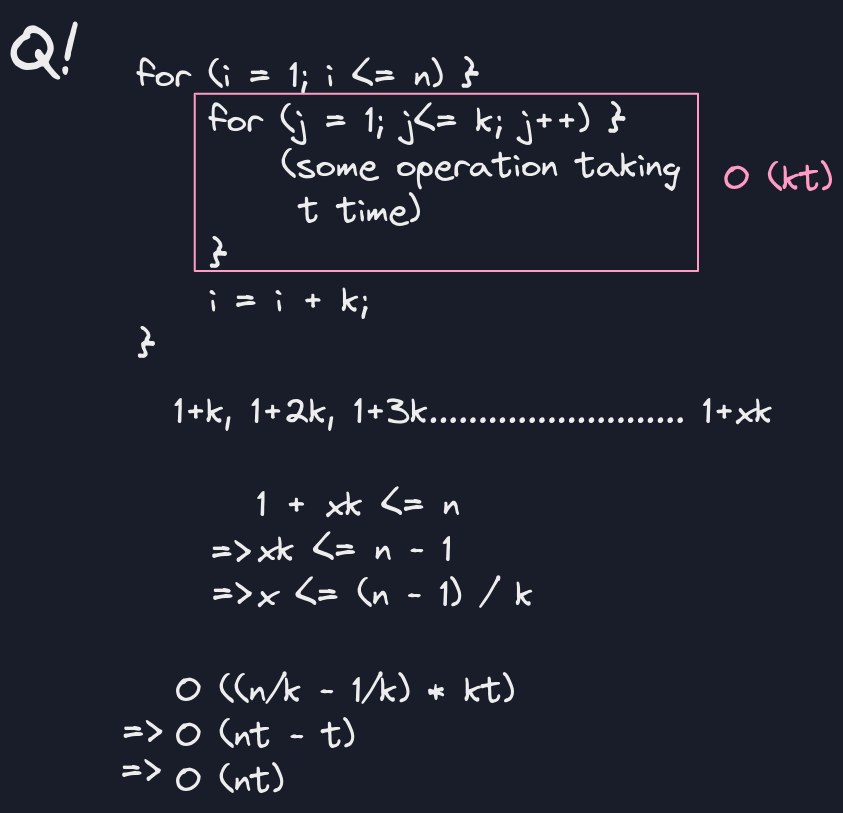 Q!
for (i = 1; i <= n) }
for (j = 1; j<= k; j++) }
(some operation taking
t time)
}
O (kt)
i = i + k;
}
1+k, 1+2k, 1+3k.......................... 1+xk
1 + xk <= n
=>xk <= n - 1
=>x <= (n - 1) / k
O ((n/k - 1/k) * kt)
=> O (nt - t)
=> O (nt)